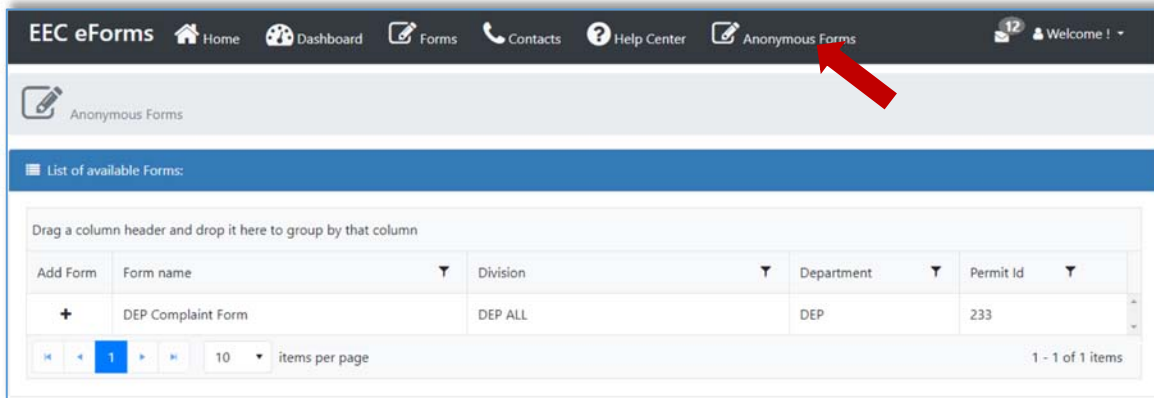 EEC eForms Home Dashboard Forms Contacts Help Center Anonymous Forms 12 Welcome !
Anonymous Forms
List of available Forms:
Drag a column header and drop it here to group by that column
Add Form Form name Division Department Permit Id
+ DEP Complaint Form DEP ALL DEP 233
1 10 items per page 1 - 1 of 1 items